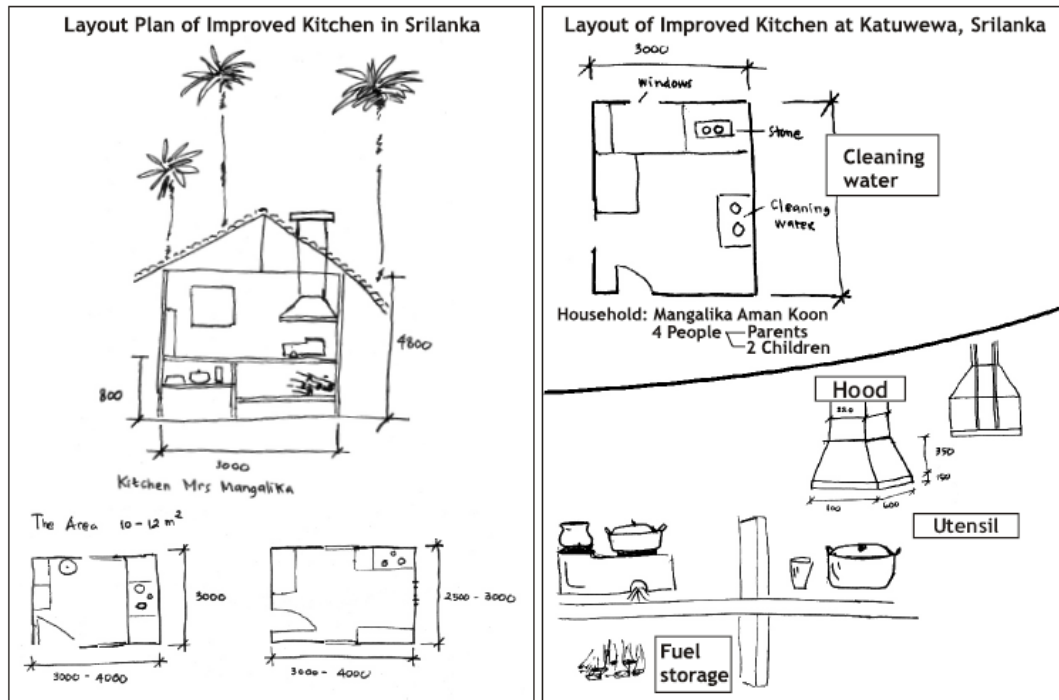 Layout Plan of Improved Kitchen in Srilanka
4800
800
3000
Kitchen Mrs Mangalika
The Area 10-12 m²
3000
3000 - 4000
2500 - 3000
3000 - 4000
Layout of Improved Kitchen at Katuwewa, Srilanka
3000
Windows
Stone
Cleaning
water
Cleaning
water
Household: Mangalika Aman Koon
4 People
Parents
2 Children
Hood
350
150
600
Utensil
Fuel
storage